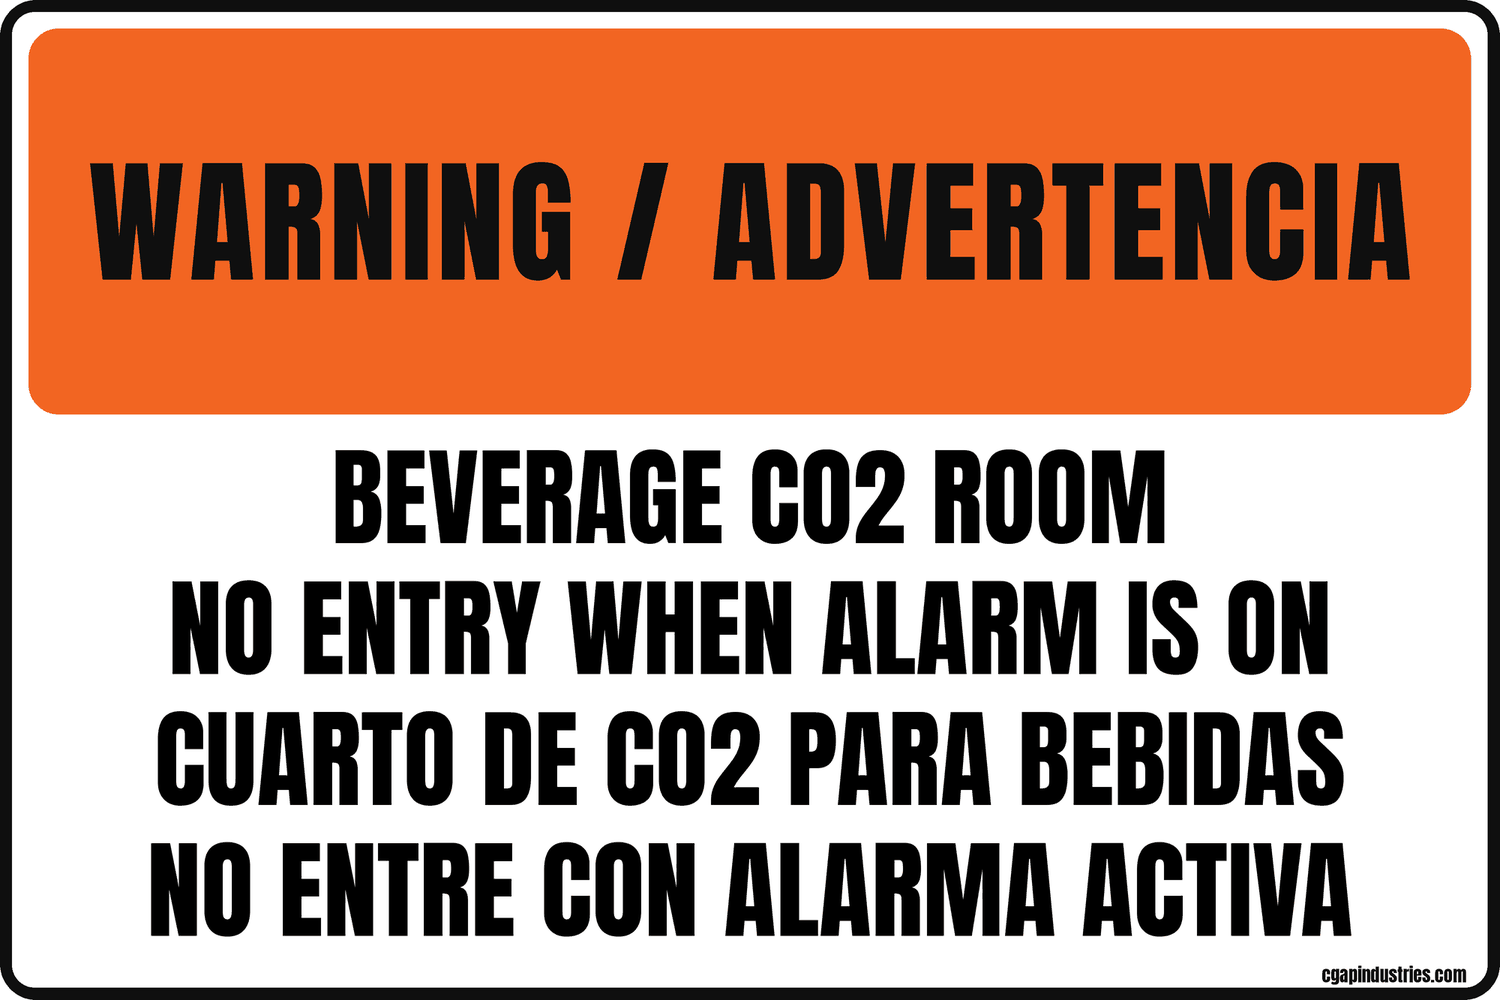 WARNING / ADVERTENCIA
BEVERAGE CO2 ROOM
NO ENTRY WHEN ALARM IS ON
CUARTO DE CO2 PARA BEBIDAS
NO ENTRE CON ALARMA ACTIVA
cgapindustries.com